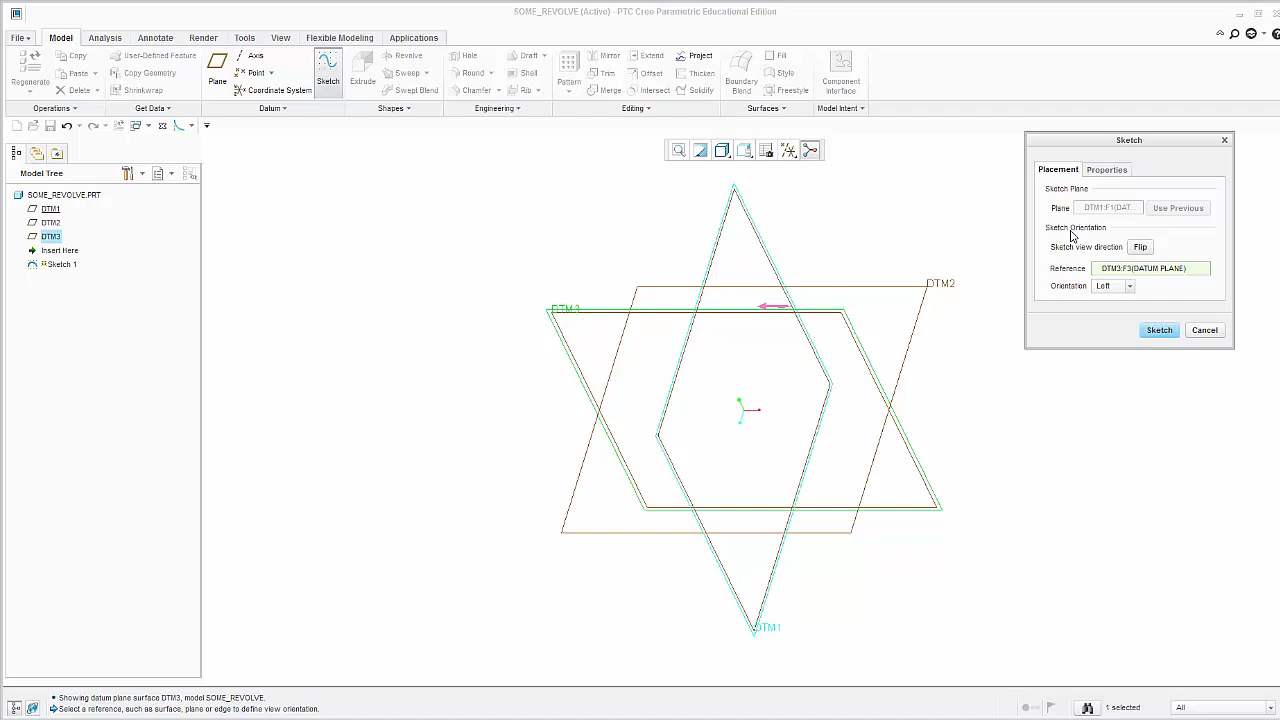 SOME_REVOLVE (Active) - PTC Creo Parametric Educational Edition
File Model Analysis Annotate Render Tools View Flexible Modeling Applications
Regenerate
Copy
Paste
Delete
User-Defined Feature
Copy Geometry
Shrinkwrap
Plane
Axis
Point
Coordinate System
Sketch
Extrude
Revolve
Sweep
Swept Blend
Hole
Round
Chamfer
Draft
Shell
Rib
Pattern
Mirror
Trim
Merge
Extend
Offset
Intersect
Project
Thicken
Solidify
Boundary
Blend
Fill
Style
Freestyle
Component
Interface
Operations Get Data Datum Shapes Engineering Editing Surfaces Model Intent
Model Tree
SOME_REVOLVE.PRT
DTM1
DTM2
DTM3
Insert Here
Sketch 1
DTM2
DTM3
DTM1
Sketch
Placement Properties
Sketch Plane
Plane DTM1:F1(DAT... Use Previous
Sketch Orientation
Sketch view direction Flip
Reference DTM3:F3(DATUM PLANE)
Orientation Left
Sketch Cancel
Showing datum plane surface DTM3, model SOME_REVOLVE.
Select a reference, such as surface, plane or edge to define view orientation.
1 selected
All